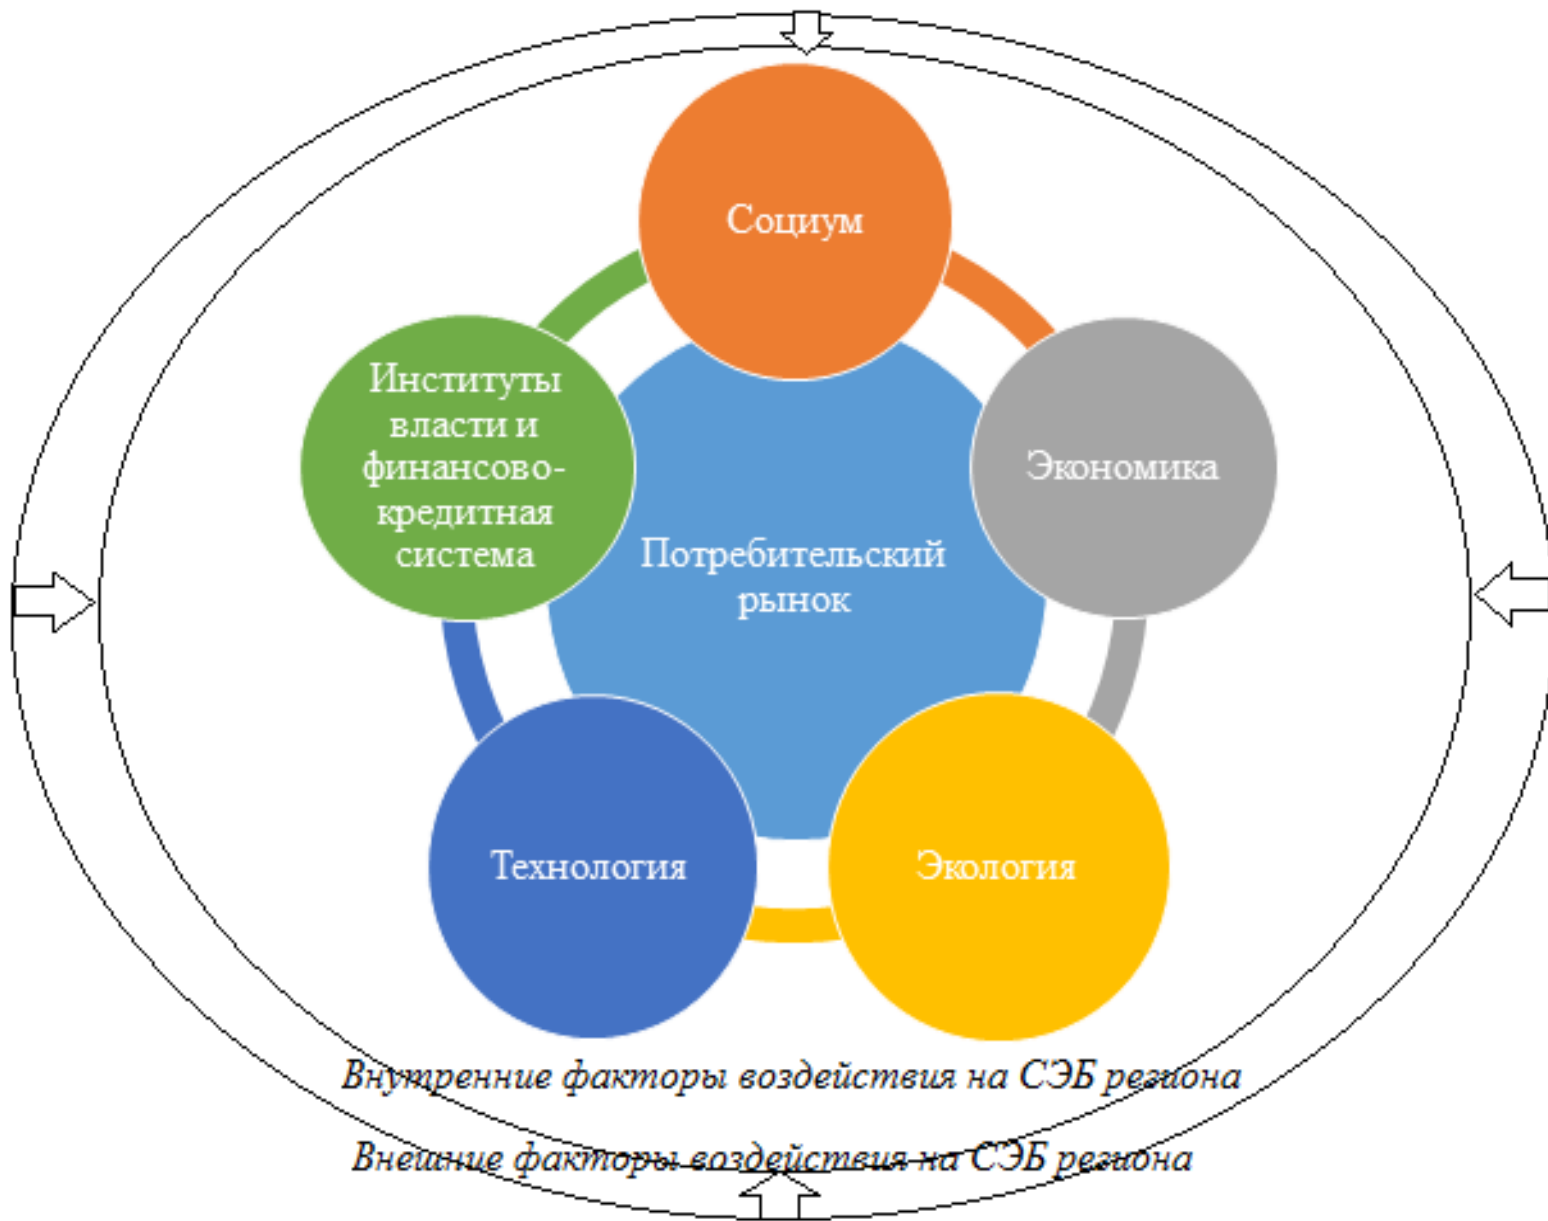 Социум
Институты
власти и
финансово-
кредитная
система
Экономика
Потребительский
рынок
Технология
Экология
Внутренние факторы воздействия на СЭБ региона
Внешние факторы воздействия на СЭБ региона